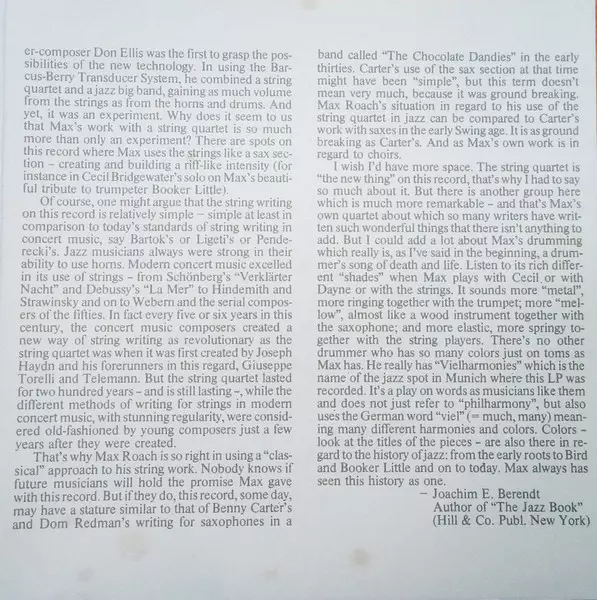 er-composer Don Ellis was the first to grasp the pos-
sibilities of the new technology. In using the Bar-
cus-Berry Transducer System, he combined a string
quartet and a jazz big band, gaining as much volume
from the strings as from the horns and drums. And
yet, it was an experiment. Why does it seem to us
that Max's work with a string quartet is so much
more than only an experiment? There are spots on
this record where Max uses the strings like a sax sec-
tion – creating and building a riff-like intensity (for
instance in Cecil Bridgewater's solo on Max's beauti-
ful tribute to trumpeter Booker Little).
Of course, one might argue that the string writing
on this record is relatively simple – simple at least in
comparison to today's standards of string writing in
concert music, say Bartok's or Ligeti's or Pende-
recki's. Jazz musicians always were strong in their
ability to use horns. Modern concert music excelled
in its use of strings – from Schönberg's "Verklärter
Nacht" and Debussy's "La Mer" to Hindemith and
Strawinsky and on to Webern and the serial compos-
ers of the fifties. In fact every five or six years in this
century, the concert music composers created a
new way of string writing as revolutionary as the
string quartet was when it was first created by Joseph
Haydn and his forerunners in this regard, Giuseppe
Torelli and Telemann. But the string quartet lasted
for two hundred years – and is still lasting –, while the
different methods of writing for strings in modern
concert music, with stunning regularity, were consid-
ered old-fashioned by young composers just a few
years after they were created.
That's why Max Roach is so right in using a "clas-
sical" approach to his string work. Nobody knows if
future musicians will hold the promise Max gave
with this record. But if they do, this record, some day,
may have a stature similar to that of Benny Carter's
and Dom Redman's writing for saxophones in a
band called "The Chocolate Dandies" in the early
thirties. Carter's use of the sax section at that time
might have been "simple", but this term doesn't
mean very much, because it was ground breaking.
Max Roach's situation in regard to his use of the
string quartet in jazz can be compared to Carter's
work with saxes in the early Swing age. It is as ground
breaking as Carter's. And as Max's own work is in
regard to choirs.
I wish I'd have more space. The string quartet is
"the new thing" on this record, that's why I had to say
so much about it. But there is another group here
which is much more remarkable – and that's Max's
own quartet about which so many writers have writ-
ten such wonderful things that there isn't anything to
add. But I could add a lot about Max's drumming
which really is, as I've said in the beginning, a drum-
mer's song of death and life. Listen to its rich differ-
ent "shades" when Max plays with Cecil or with
Dayne or with the strings. It sounds more "metal",
more ringing together with the trumpet; more "mel-
low", almost like a wood instrument together with
the saxophone; and more elastic, more springy to-
gether with the string players. There's no other
drummer who has so many colors just on toms as
Max has. He really has "Vielharmonies" which is the
name of the jazz spot in Munich where this LP was
recorded. It's a play on words as musicians like them
and does not just refer to "philharmony", but also
uses the German word "viel" (= much, many) mean-
ing many different harmonies and colors. Colors –
look at the titles of the pieces – are also there in re-
gard to the history of jazz: from the early roots to Bird
and Booker Little and on to today. Max always has
seen this history as one.
– Joachim E. Berendt
Author of "The Jazz Book"
(Hill & Co. Publ. New York)